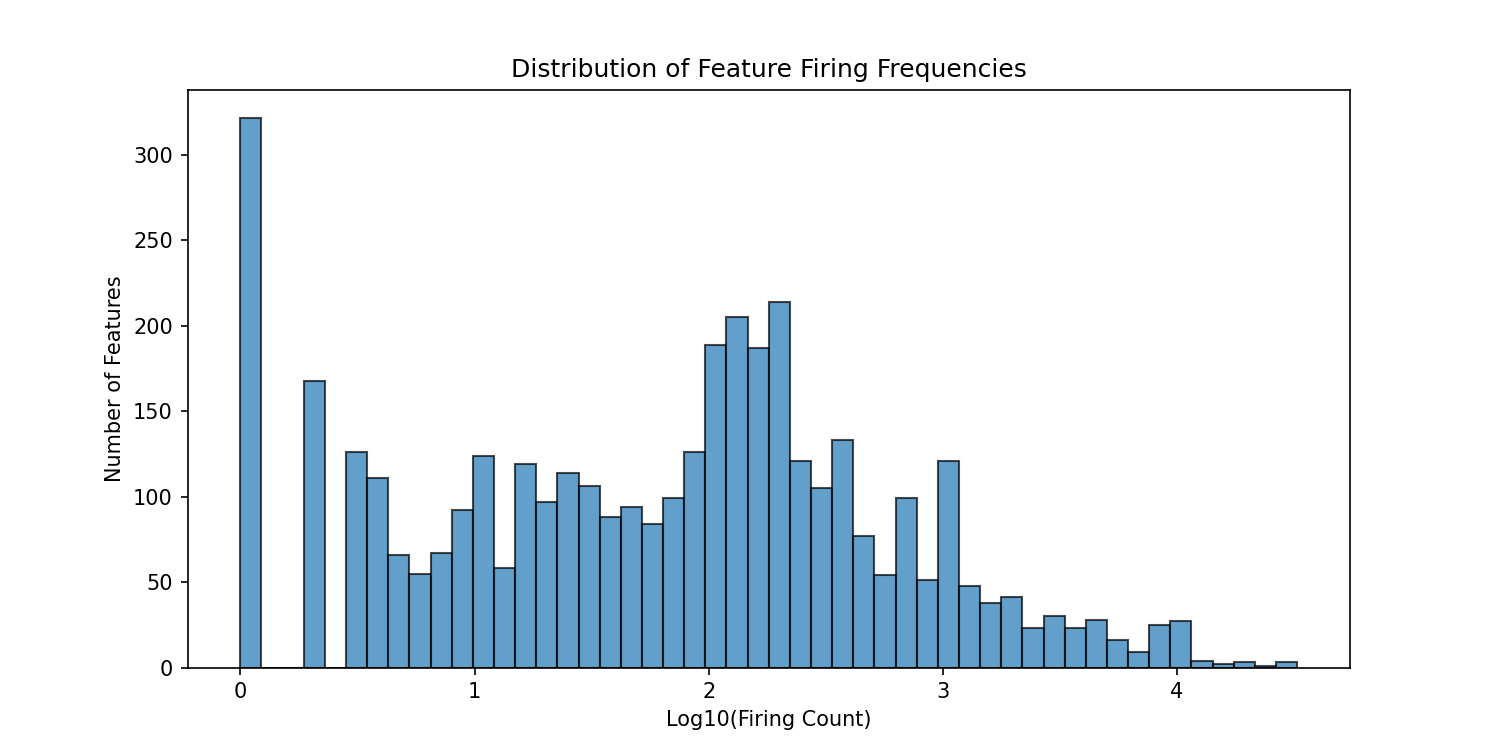 Distribution of Feature Firing Frequencies
300
250
200
150
100
50
0
Number of Features
0 1 2 3 4
Log10(Firing Count)